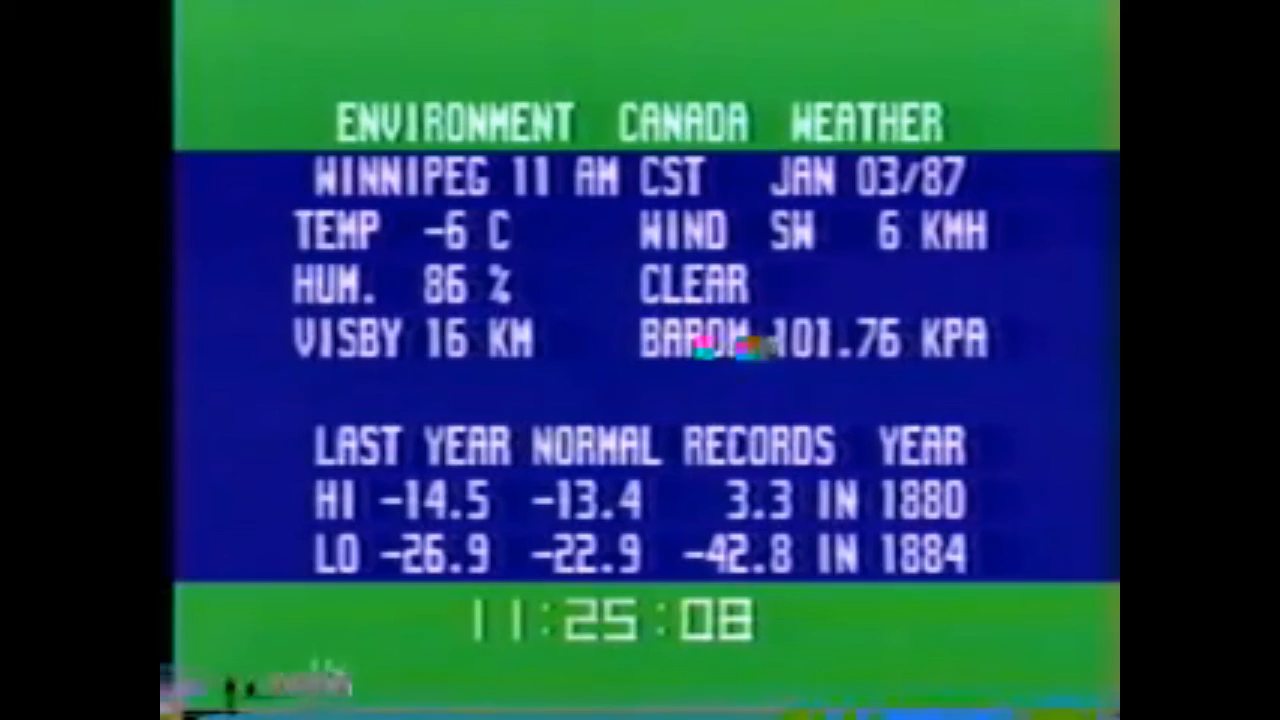 ENVIRONMENT CANADA WEATHER
WINNIPEG 11 AM CST JAN 03/87
TEMP -6 C WIND SW 6 KMH
HUM. 86 % CLEAR
VISBY 16 KM BAROM 101.76 KPA
LAST YEAR NORMAL RECORDS YEAR
HI -14.5 -13.4 3.3 IN 1880
LO -26.9 -22.9 -42.8 IN 1884
11:25:08